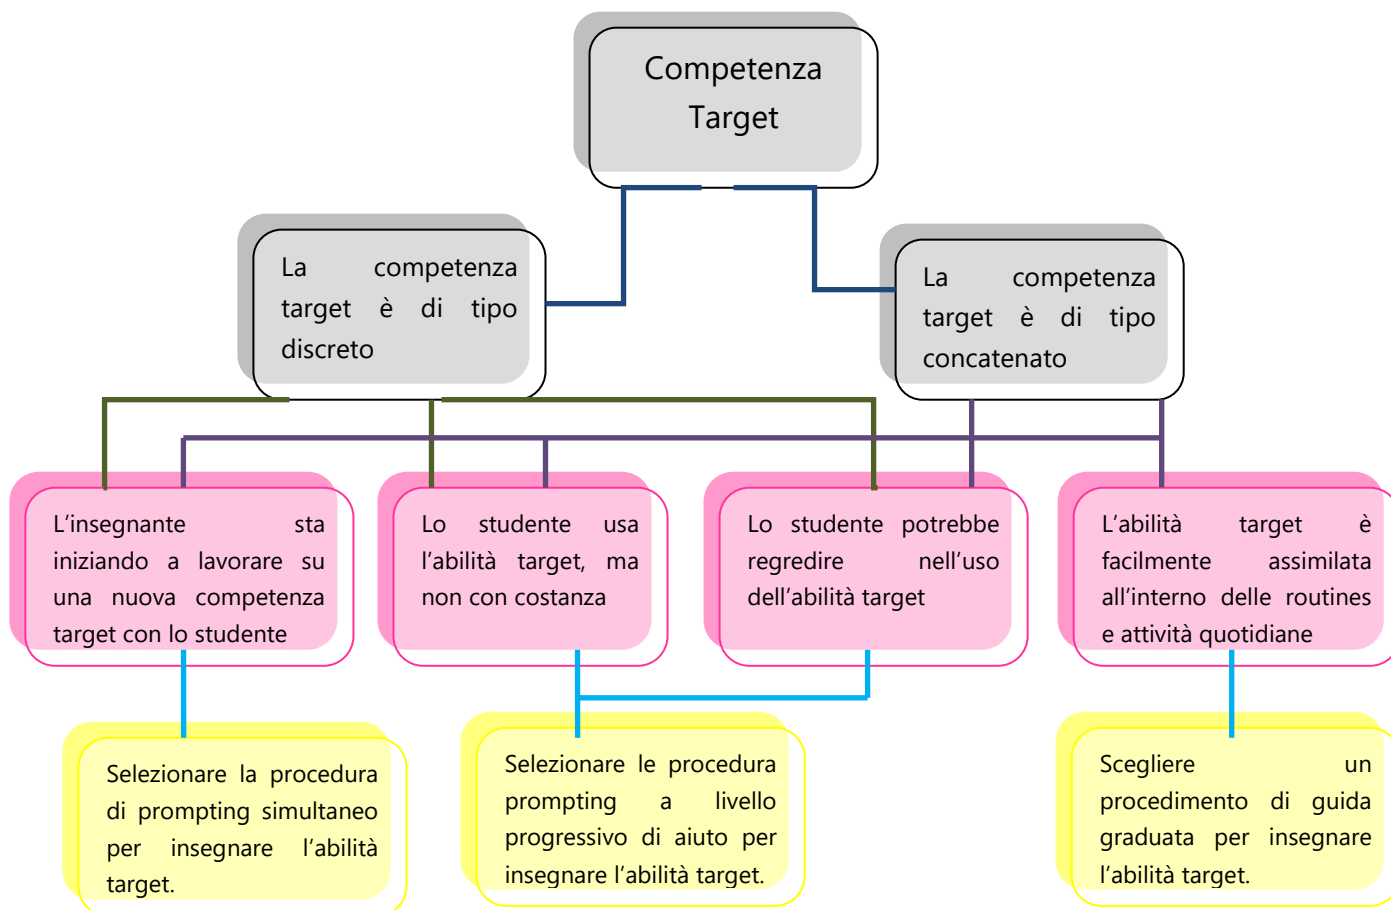 Competenza
Target
La competenza
target è di tipo
discreto
La competenza
target è di tipo
concatenato
L’insegnante sta
iniziando a lavorare su
una nuova competenza
target con lo studente
Lo studente usa
l’abilità target, ma
non con costanza
Lo studente potrebbe
regredire nell’uso
dell’abilità target
L’abilità target è
facilmente assimilata
all’interno delle routines
e attività quotidiane
Selezionare la procedura
di prompting simultaneo
per insegnare l’abilità
target.
Selezionare le procedura
prompting a livello
progressivo di aiuto per
insegnare l’abilità target.
Scegliere un
procedimento di guida
graduata per insegnare
l’abilità target.